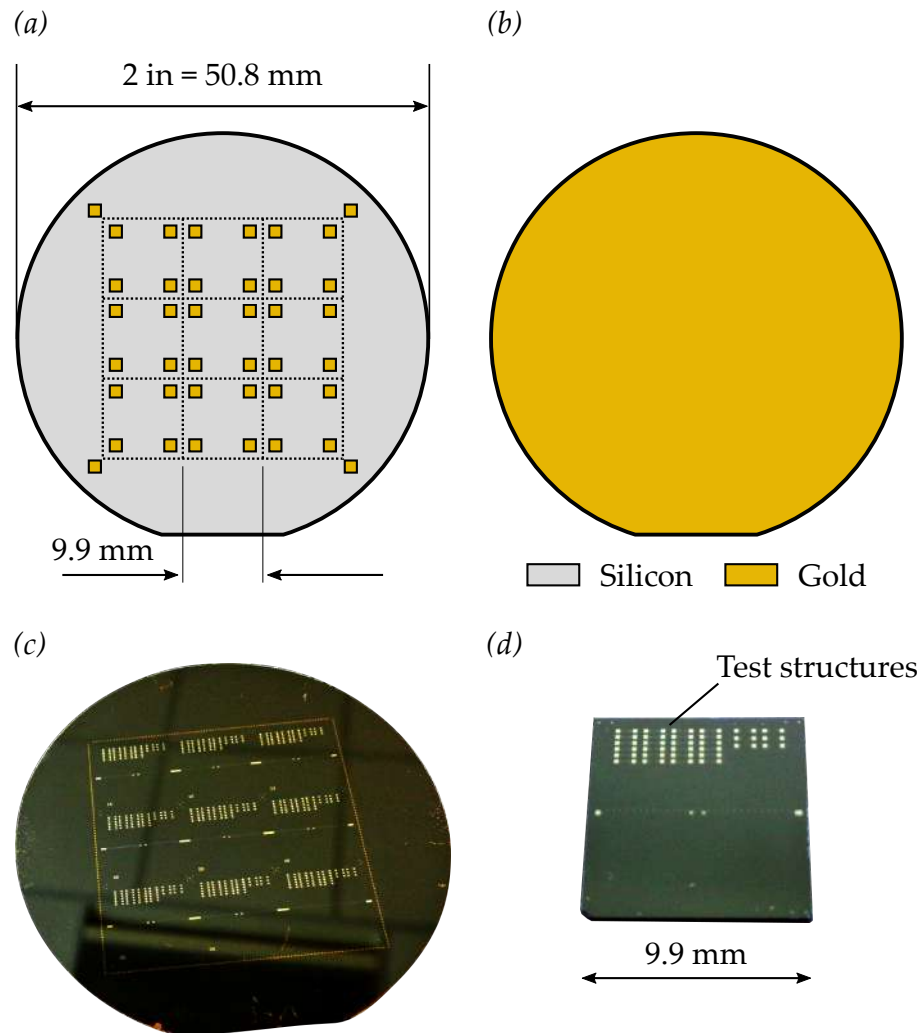 (a)
(b)
2 in = 50.8 mm
9.9 mm
Silicon
Gold
(c)
(d)
Test structures
9.9 mm